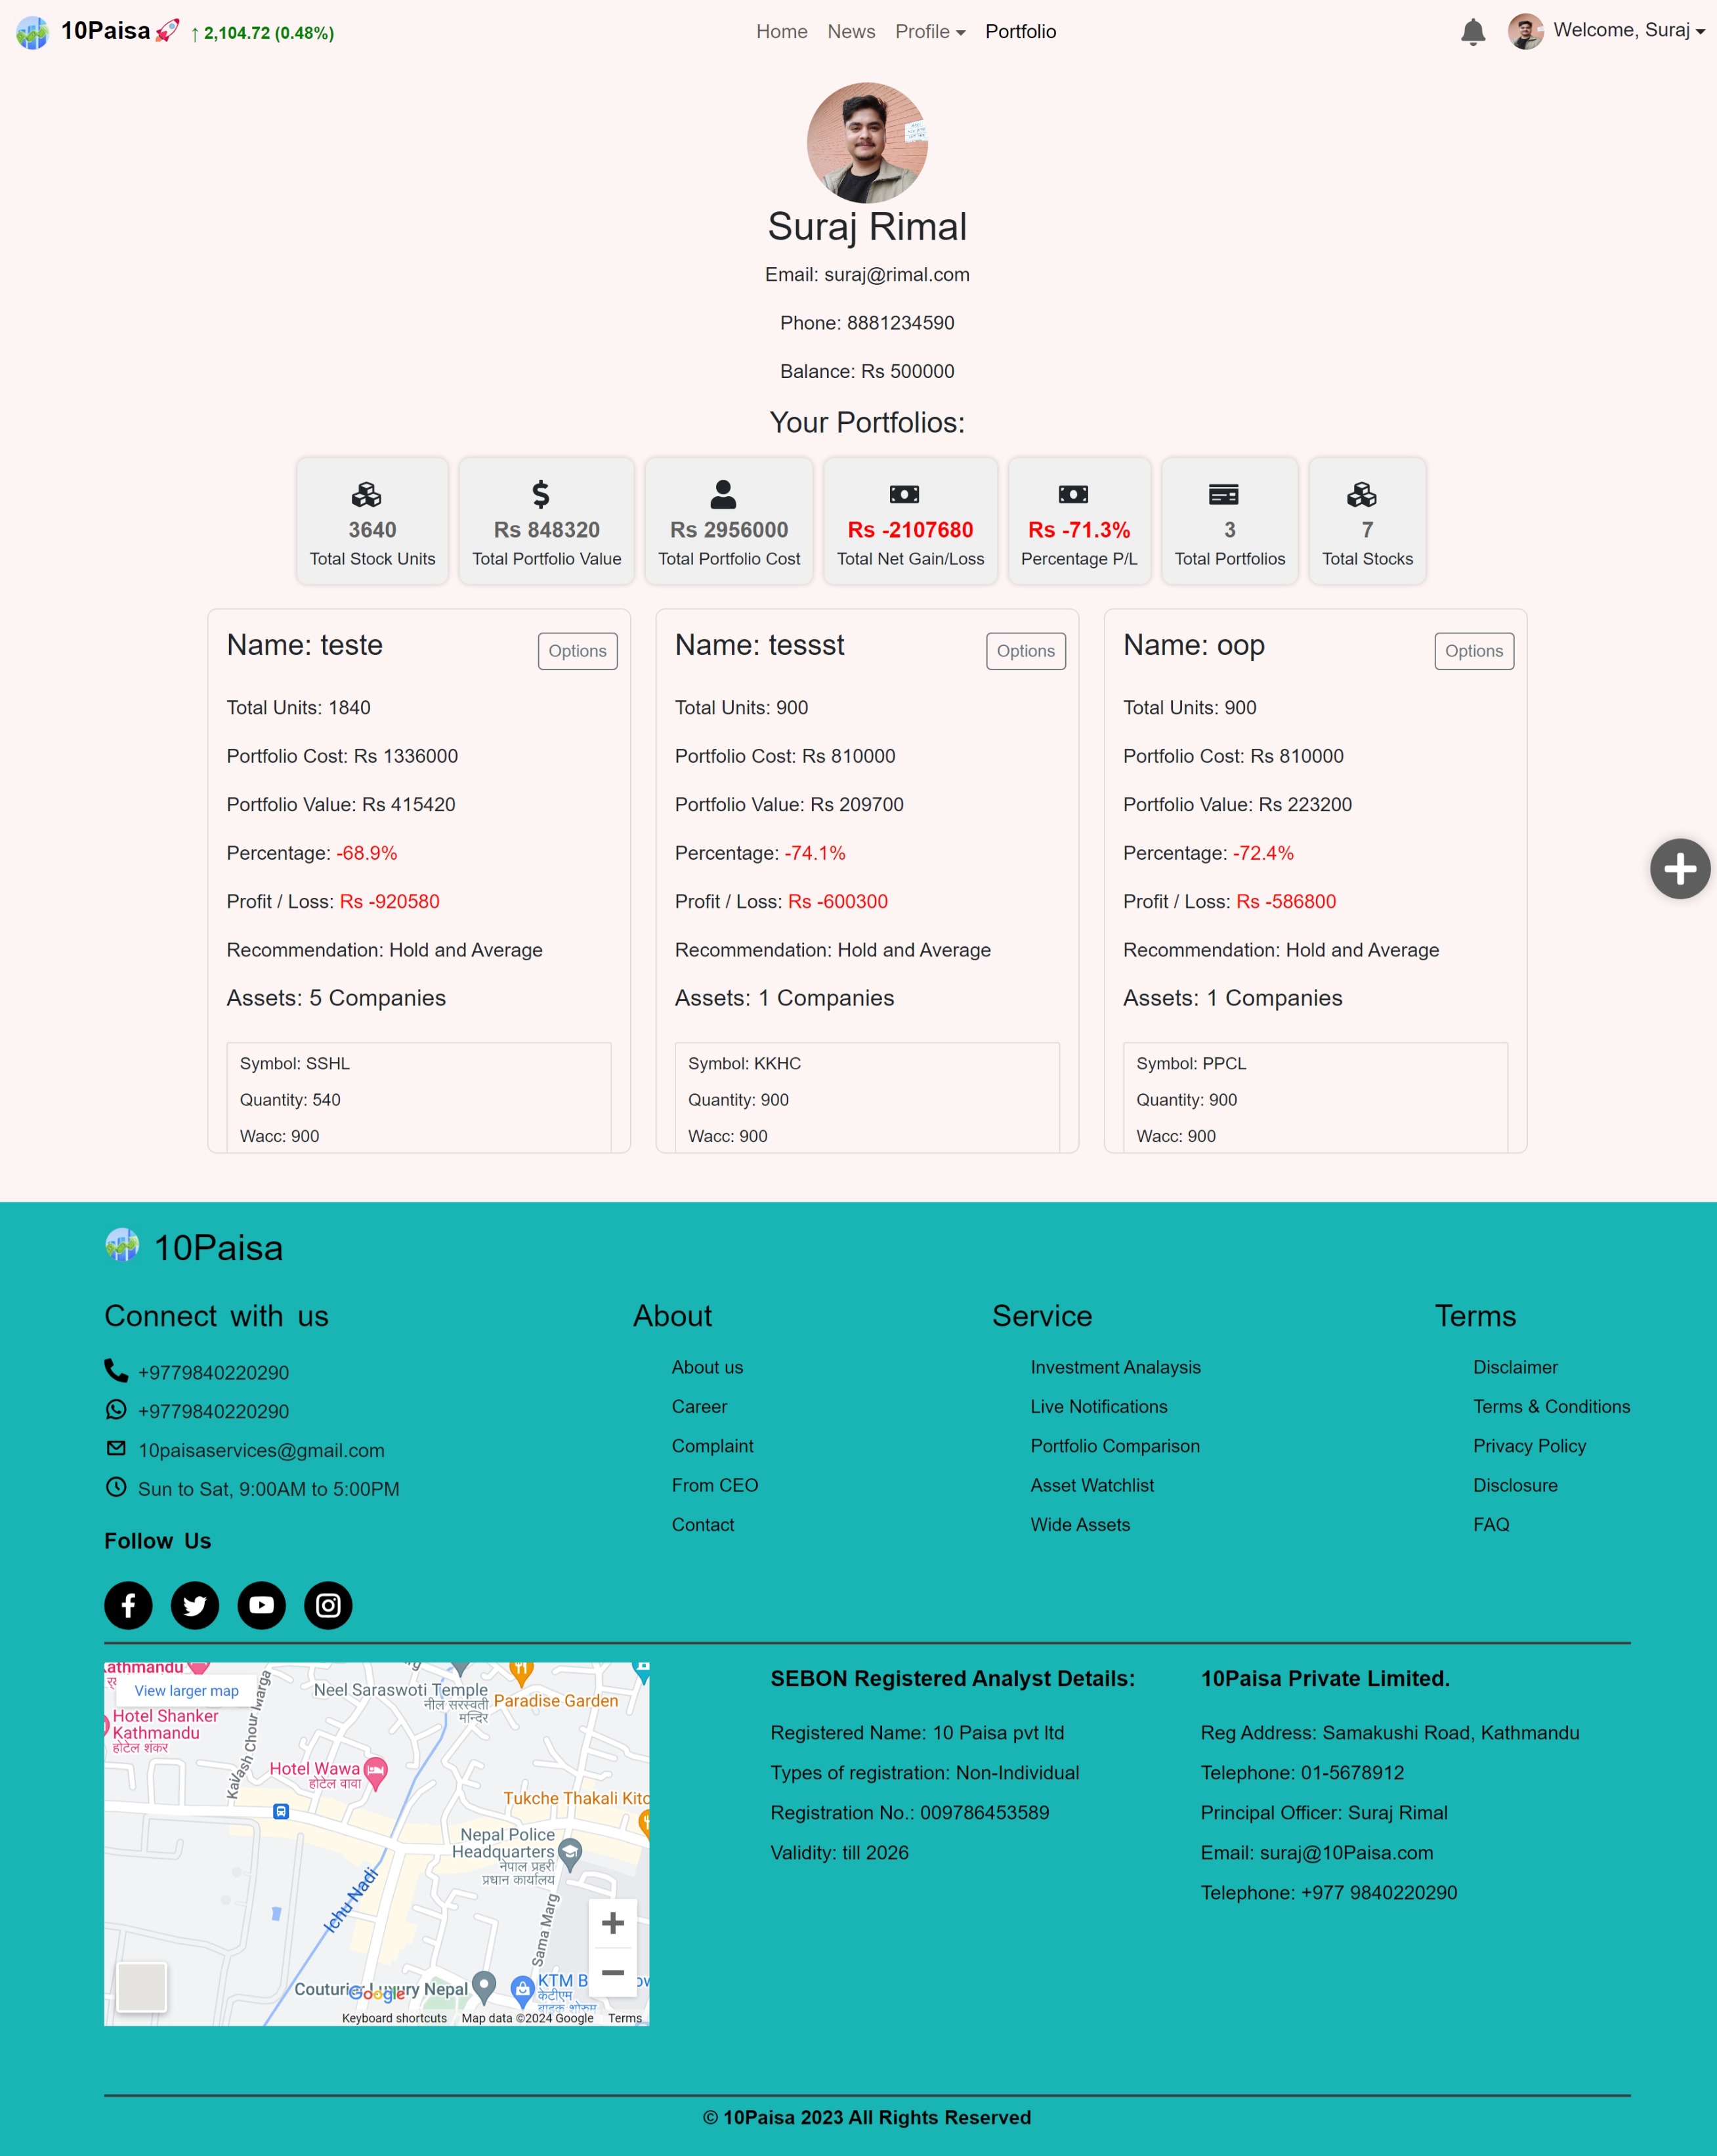 10Paisa🚀 ↑ 2,104.72 (0.48%)
Home News Profile Portfolio
Welcome, Suraj
Suraj Rimal
Email: suraj@rimal.com
Phone: 8881234590
Balance: Rs 500000
Your Portfolios:
3640
Total Stock Units
Rs 848320
Total Portfolio Value
Rs 2956000
Total Portfolio Cost
Rs -2107680
Total Net Gain/Loss
Rs -71.3%
Percentage P/L
3
Total Portfolios
7
Total Stocks
Name: teste
Options
Total Units: 1840
Portfolio Cost: Rs 1336000
Portfolio Value: Rs 415420
Percentage: -68.9%
Profit / Loss: Rs -920580
Recommendation: Hold and Average
Assets: 5 Companies
Symbol: SSHL
Quantity: 540
Wacc: 900
Name: tessst
Options
Total Units: 900
Portfolio Cost: Rs 810000
Portfolio Value: Rs 209700
Percentage: -74.1%
Profit / Loss: Rs -600300
Recommendation: Hold and Average
Assets: 1 Companies
Symbol: KKHC
Quantity: 900
Wacc: 900
Name: oop
Options
Total Units: 900
Portfolio Cost: Rs 810000
Portfolio Value: Rs 223200
Percentage: -72.4%
Profit / Loss: Rs -586800
Recommendation: Hold and Average
Assets: 1 Companies
Symbol: PPCL
Quantity: 900
Wacc: 900
10Paisa
Connect with us
+9779840220290
+9779840220290
10paisaservices@gmail.com
Sun to Sat, 9:00AM to 5:00PM
Follow Us
About
About us
Career
Complaint
From CEO
Contact
Service
Investment Analaysis
Live Notifications
Portfolio Comparison
Asset Watchlist
Wide Assets
Terms
Disclaimer
Terms & Conditions
Privacy Policy
Disclosure
FAQ
View larger map
Kailash Chour Marga
Neel Saraswoti Temple
नील सरस्वती
मन्दिर
Paradise Garden
Hotel Shanker
Kathmandu
होटेल शंकर
Hotel Wawa
होटेल वावा
Tukche Thakali
Nepal Police
Headquarters
नेपाल प्रहरी
प्रधान कार्यालय
Ichu Nadi
Sama Marg
Nepal
KTM
केटीएम
Google
Keyboard shortcuts Map data ©2024 Google Terms
SEBON Registered Analyst Details:
Registered Name: 10 Paisa pvt ltd
Types of registration: Non-Individual
Registration No.: 009786453589
Validity: till 2026
10Paisa Private Limited.
Reg Address: Samakushi Road, Kathmandu
Telephone: 01-5678912
Principal Officer: Suraj Rimal
Email: suraj@10Paisa.com
Telephone: +977 9840220290
© 10Paisa 2023 All Rights Reserved